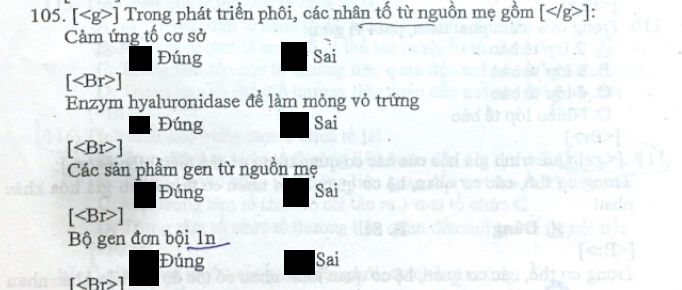 105. [<g>] Trong phát triển phôi, các nhân tố từ nguồn mẹ gồm [</g>]:
Cảm ứng tố cơ sở
Đúng Sai
[<Br>]
Enzym hyaluronidase để làm mỏng vỏ trứng
Đúng Sai
[<Br>]
Các sản phẩm gen từ nguồn mẹ
Đúng Sai
[<Br>]
Bộ gen đơn bội 1n
Đúng Sai
[<Br>]